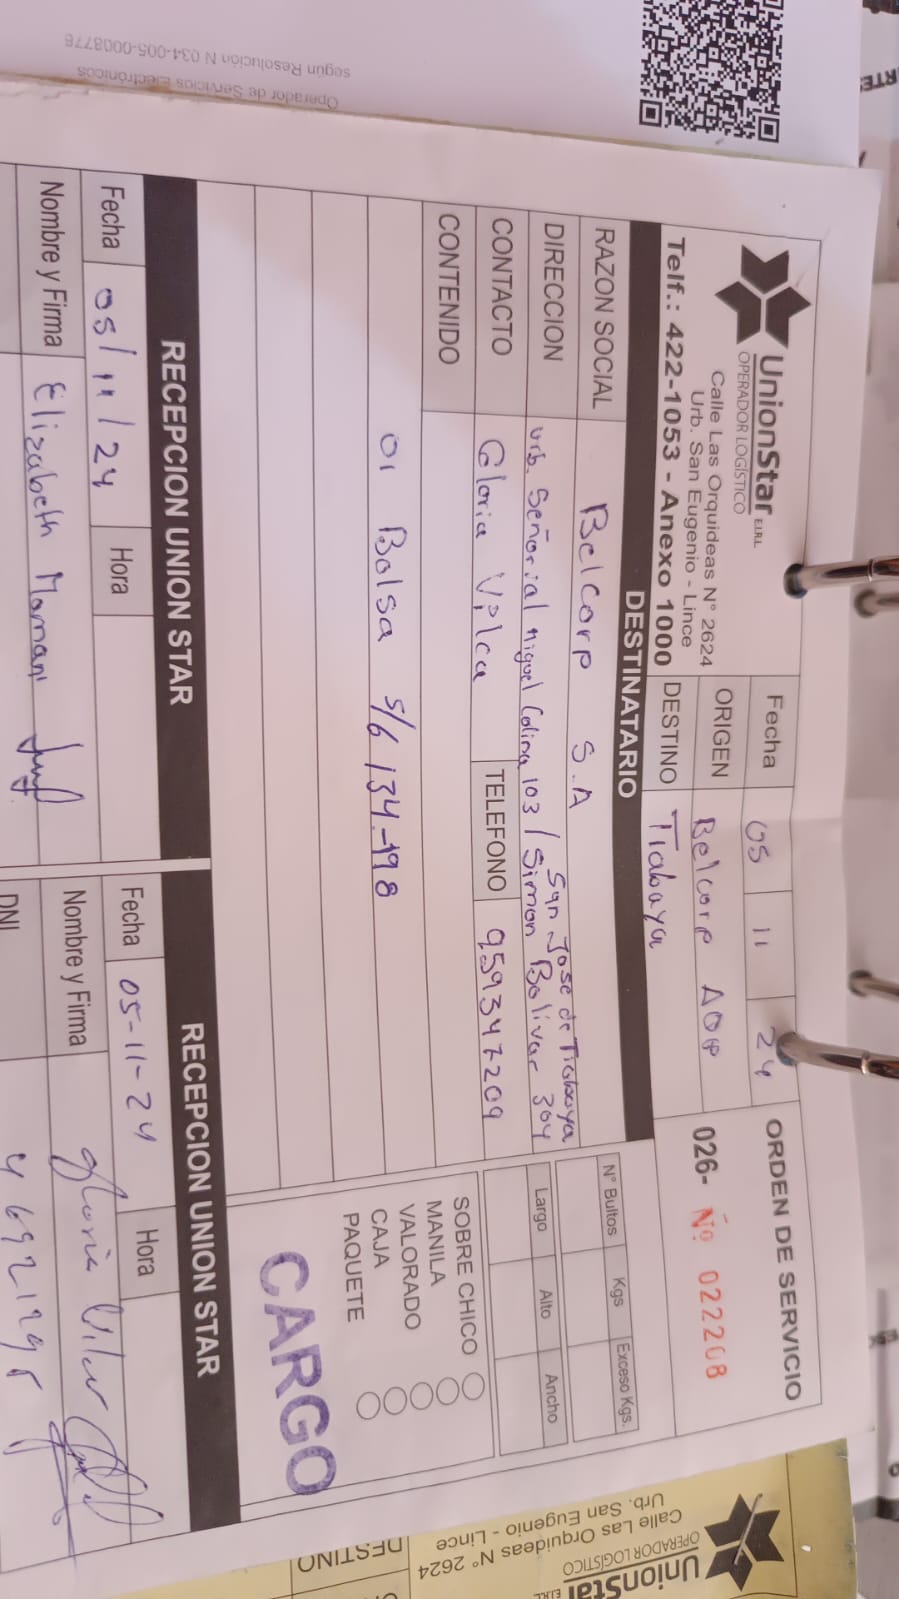 Operador de Servicios Electrónicos
según Resolución N 034-005-0008776
UnionStar E.I.R.L.
OPERADOR LOGÍSTICO
Calle Las Orquideas N° 2624
Urb. San Eugenio - Lince
Telf.: 422-1053 - Anexo 1000
Fecha 05 11 24
ORIGEN Belcorp AQP
DESTINO Tiabaya
ORDEN DE SERVICIO
026- No 022208
DESTINATARIO
RAZON SOCIAL Belcorp S.A
San Jose de Tiabaya
DIRECCION Urb. Señorial Miguel Colina 103 / Simon Bolivar 304
CONTACTO Gloria Vilca TELEFONO 959347209
CONTENIDO
01 Bolsa s/6 134-198
N° Bultos Kgs Exceso Kgs.
Largo Alto Ancho
SOBRE CHICO
MANILA
VALORADO
CAJA
PAQUETE
CARGO
RECEPCION UNION STAR
Fecha 05/11/24 Hora
Nombre y Firma Elizabeth Mamani
RECEPCION UNION STAR
Fecha 05-11-24 Hora
Nombre y Firma Gloria Vilca
DNI
UnionStar E.I.R.L.
OPERADOR LOGÍSTICO
Calle Las Orquideas N° 2624
Urb. San Eugenio - Lince
DESTINO